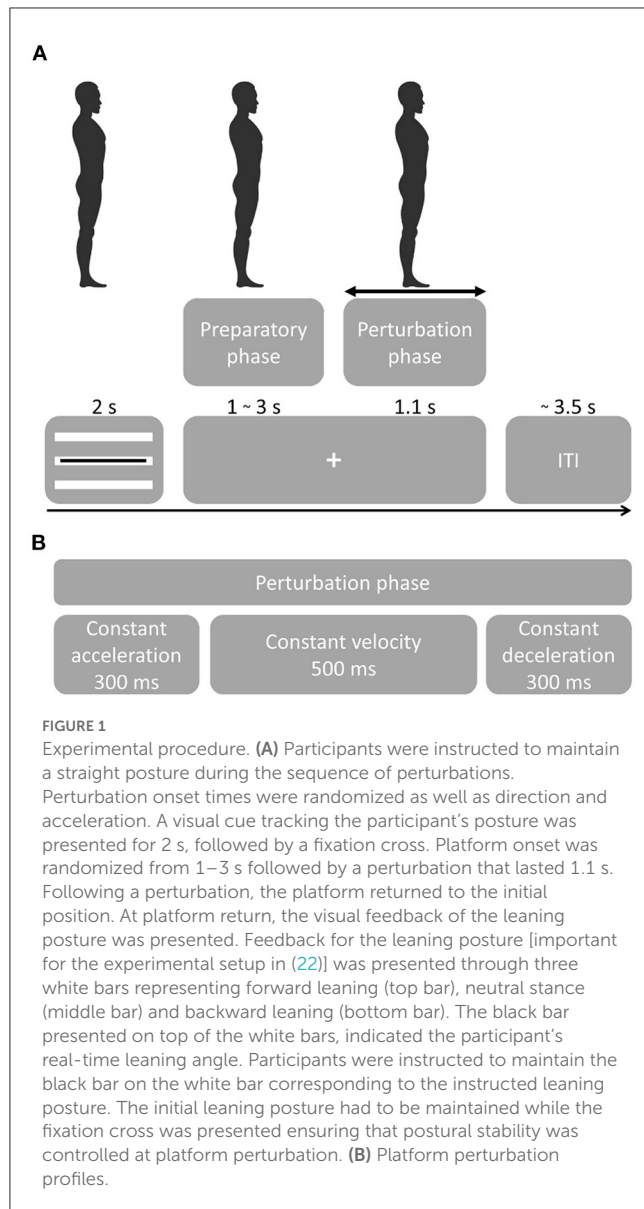 A
Preparatory
phase
Perturbation
phase
2 s 1 ~ 3 s 1.1 s ~ 3.5 s
+ ITI
B
Perturbation phase
Constant
acceleration
300 ms
Constant velocity
500 ms
Constant
deceleration
300 ms
FIGURE 1
Experimental procedure. (A) Participants were instructed to maintain
a straight posture during the sequence of perturbations.
Perturbation onset times were randomized as well as direction and
acceleration. A visual cue tracking the participant's posture was
presented for 2 s, followed by a fixation cross. Platform onset was
randomized from 1–3 s followed by a perturbation that lasted 1.1 s.
Following a perturbation, the platform returned to the initial
position. At platform return, the visual feedback of the leaning
posture was presented. Feedback for the leaning posture [important
for the experimental setup in (22)] was presented through three
white bars representing forward leaning (top bar), neutral stance
(middle bar) and backward leaning (bottom bar). The black bar
presented on top of the white bars, indicated the participant's
real-time leaning angle. Participants were instructed to maintain the
black bar on the white bar corresponding to the instructed leaning
posture. The initial leaning posture had to be maintained while the
fixation cross was presented ensuring that postural stability was
controlled at platform perturbation. (B) Platform perturbation
profiles.